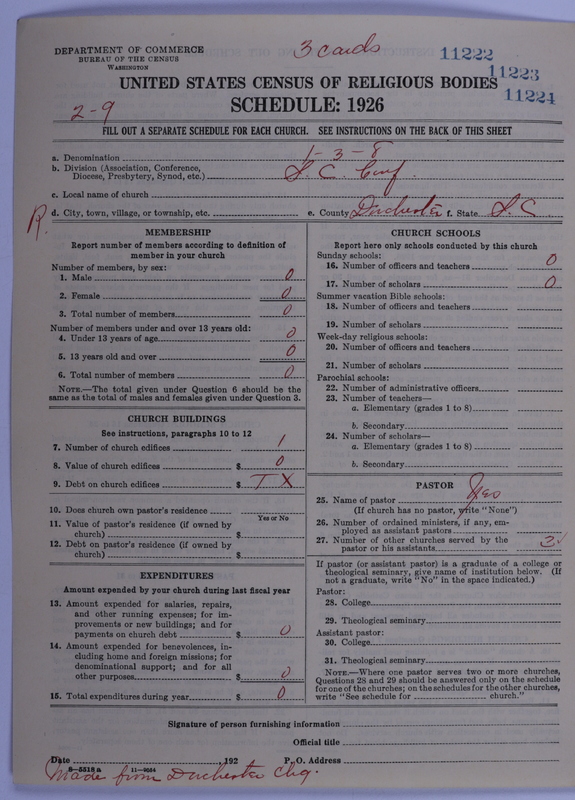 DEPARTMENT OF COMMERCE
BUREAU OF THE CENSUS
WASHINGTON
3 cards
11222
11223
11224
UNITED STATES CENSUS OF RELIGIOUS BODIES
SCHEDULE: 1926
2-9
FILL OUT A SEPARATE SCHEDULE FOR EACH CHURCH. SEE INSTRUCTIONS ON THE BACK OF THIS SHEET
a. Denomination 1-3-8
b. Division (Association, Conference, Diocese, Presbytery, Synod, etc.) S. C. Conf.
c. Local name of church
R. d. City, town, village, or township, etc. e. County Dorchester f. State S. C
MEMBERSHIP
Report number of members according to definition of
member in your church
Number of members, by sex:
1. Male 0
2. Female 0
3. Total number of members 0
Number of members under and over 13 years old:
4. Under 13 years of age 0
5. 13 years old and over 0
6. Total number of members 0
NOTE.—The total given under Question 6 should be the
same as the total of males and females given under Question 3.
CHURCH BUILDINGS
See instructions, paragraphs 10 to 12
7. Number of church edifices 1
8. Value of church edifices $ 0
9. Debt on church edifices $ T X
10. Does church own pastor's residence
Yes or No
11. Value of pastor's residence (if owned by
church) $
12. Debt on pastor's residence (if owned by
church) $
EXPENDITURES
Amount expended by your church during last fiscal year
13. Amount expended for salaries, repairs,
and other running expenses; for im-
provements or new buildings; and for
payments on church debt $ 0
14. Amount expended for benevolences, in-
cluding home and foreign missions; for
denominational support; and for all
other purposes $ 0
15. Total expenditures during year $ 0
CHURCH SCHOOLS
Report here only schools conducted by this church
Sunday schools:
16. Number of officers and teachers 0
17. Number of scholars 0
Summer vacation Bible schools:
18. Number of officers and teachers
19. Number of scholars
Week-day religious schools:
20. Number of officers and teachers
21. Number of scholars
Parochial schools:
22. Number of administrative officers
23. Number of teachers—
a. Elementary (grades 1 to 8)
b. Secondary
24. Number of scholars—
a. Elementary (grades 1 to 8)
b. Secondary
PASTOR
25. Name of pastor Yes
(If church has no pastor, write "None")
26. Number of ordained ministers, if any, em-
ployed as assistant pastors
27. Number of other churches served by the
pastor or his assistants 3
If pastor (or assistant pastor) is a graduate of a college or
theological seminary, give name of institution below. (If
not a graduate, write "No" in the space indicated.)
Pastor:
28. College
29. Theological seminary
Assistant pastor:
30. College
31. Theological seminary
NOTE.—Where one pastor serves two or more churches,
Questions 28 and 29 should be answered only on the schedule
for one of the churches; on the schedules for the other churches,
write "See schedule for church."
Signature of person furnishing information
Official title
Date , 192 P. O. Address
8—5518 a 11—9064
Made from Dorchester Chg.